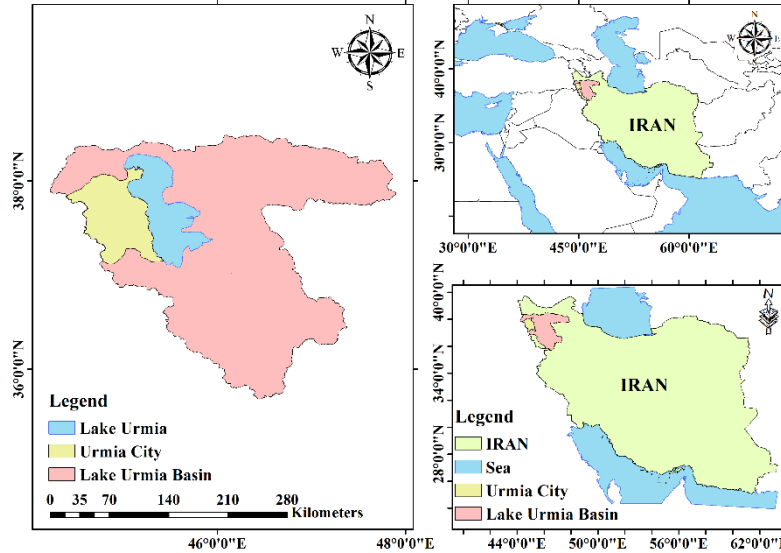 N
W E
S
38°0'0"N
36°0'0"N
Legend
Lake Urmia
Urmia City
Lake Urmia Basin
0 35 70 140 210 280
Kilometers
46°0'0"E 48°0'0"E
N
W E
S
40°0'0"N
30°0'0"N
IRAN
30°0'0"E 45°0'0"E 60°0'0"E
N
40°0'0"N
34°0'0"N
28°0'0"N
IRAN
Legend
IRAN
Sea
Urmia City
Lake Urmia Basin
44°0'0"E 50°0'0"E 56°0'0"E 62°0'0"E